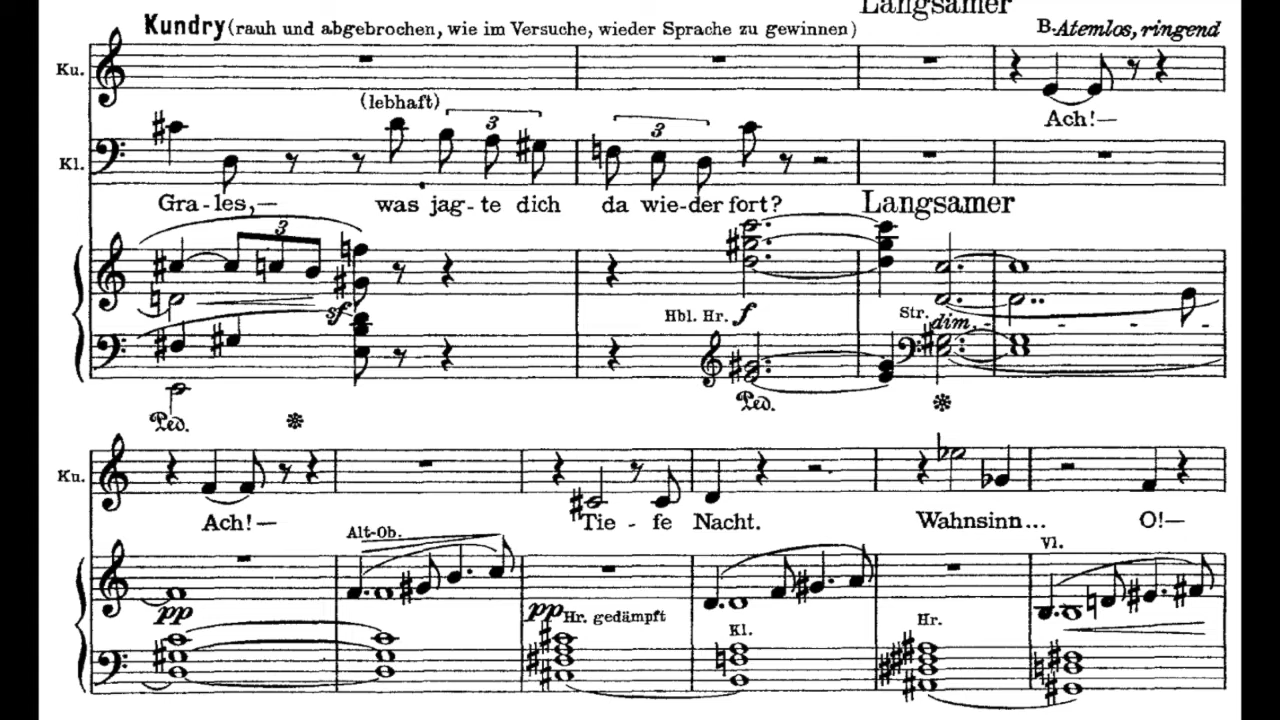 Langsamer
Kundry (rauh und abgebrochen, wie im Versuche, wieder Sprache zu gewinnen)
B-Atemlos, ringend
Ku.
(lebhaft)
3
3
Ach!—
Kl.
Gra-les,— was jag-te dich da wie-der fort?
Langsamer
3
sf
Hbl. Hr. f
Str. dim.
Ped. ✻ Ped. ✻
Ku.
Ach!— Tie - fe Nacht. Wahnsinn... O!—
Alt-Ob.
Vl.
pp
pp Hr. gedämpft
Kl.
Hr.